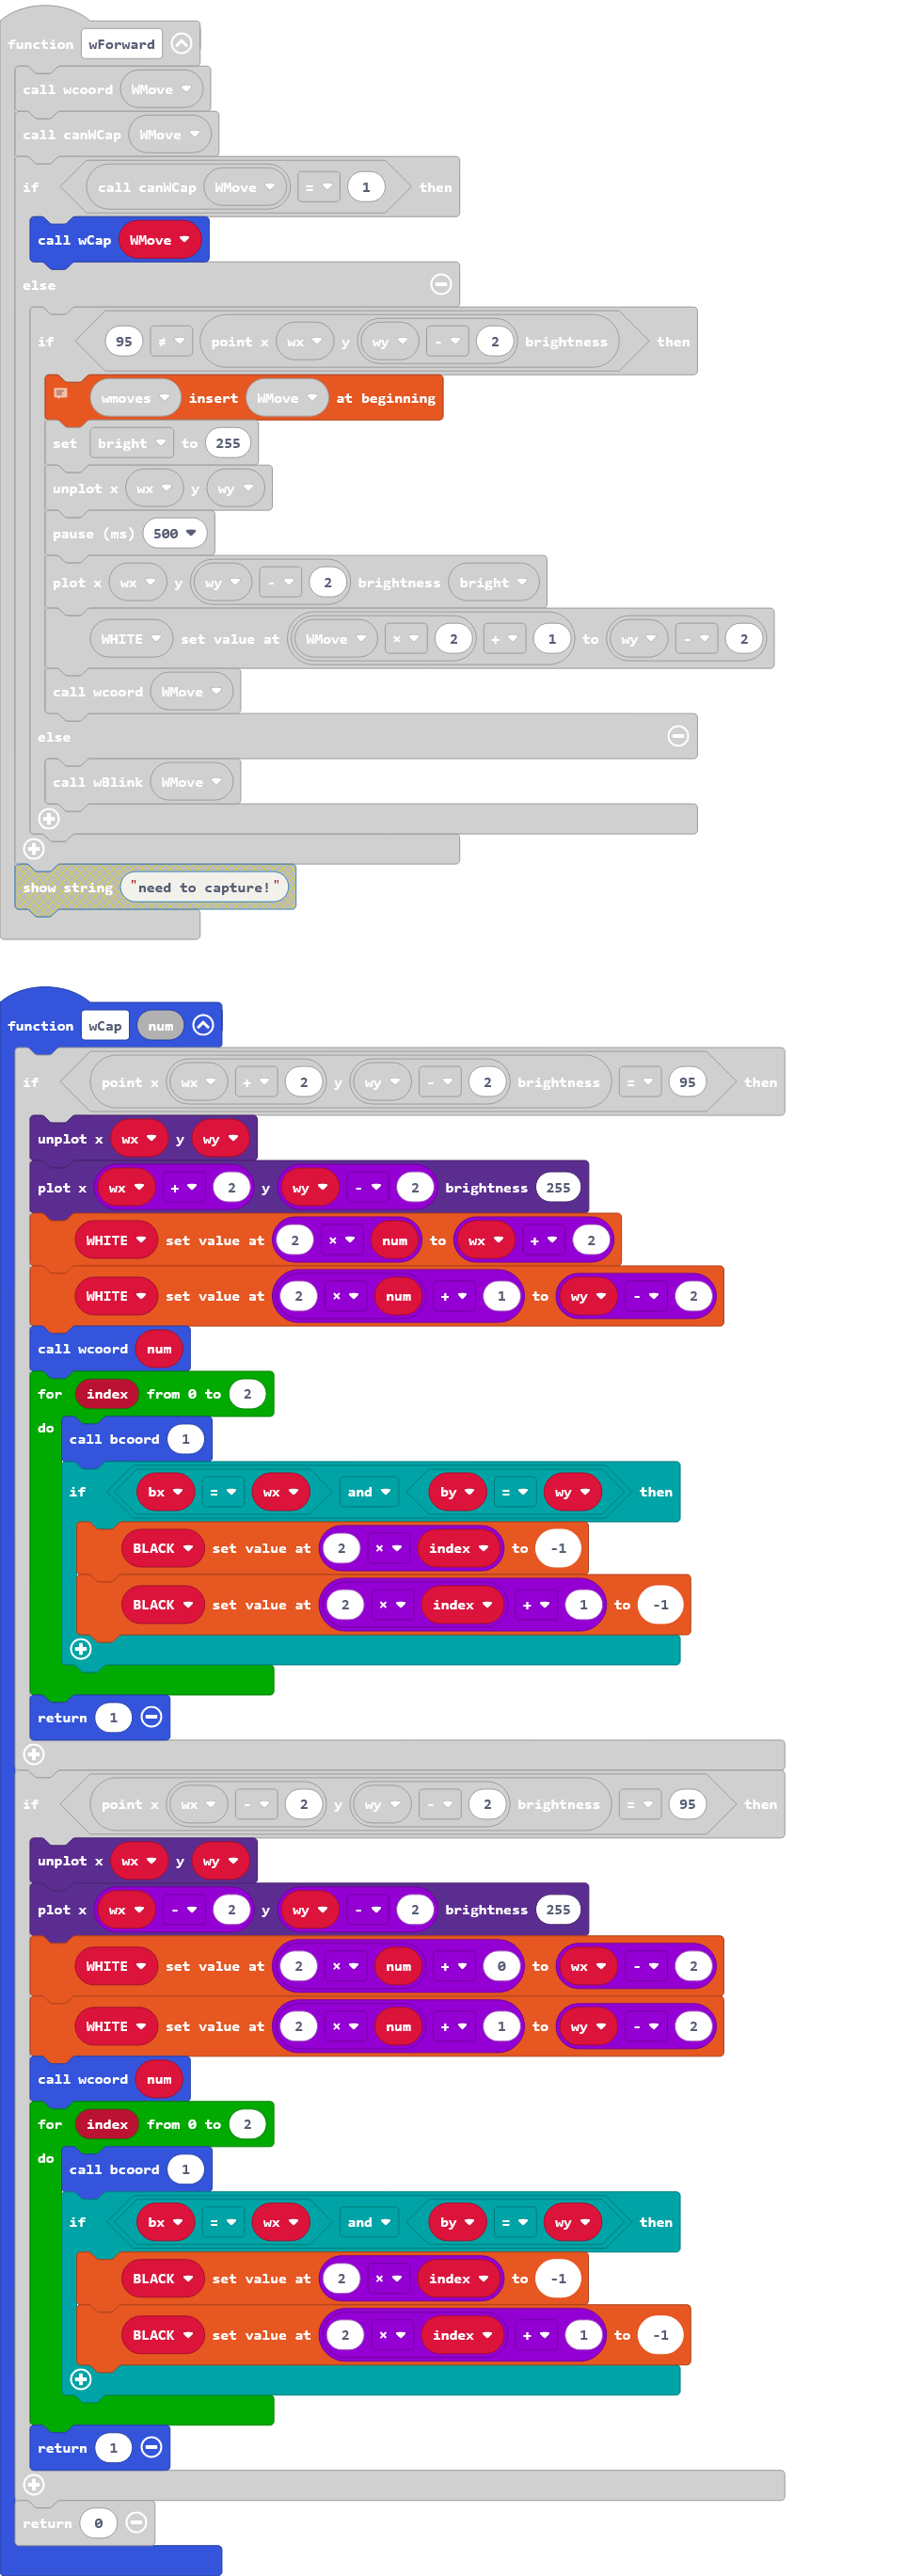 function wForward
call wcoord WMove
call canWCap WMove
if call canWCap WMove = 1 then
call wCap WMove
else
if 95 ≠ point x wx y wy - 2 brightness then
wmoves insert WMove at beginning
set bright to 255
unplot x wx y wy
pause (ms) 500
plot x wx y wy - 2 brightness bright
WHITE set value at WMove × 2 + 1 to wy - 2
call wcoord WMove
else
call wBlink WMove
show string "need to capture!"
function wCap num
if point x wx + 2 y wy - 2 brightness = 95 then
unplot x wx y wy
plot x wx + 2 y wy - 2 brightness 255
WHITE set value at 2 × num to wx + 2
WHITE set value at 2 × num + 1 to wy - 2
call wcoord num
for index from 0 to 2
do
call bcoord 1
if bx = wx and by = wy then
BLACK set value at 2 × index to -1
BLACK set value at 2 × index + 1 to -1
return 1
if point x wx - 2 y wy - 2 brightness = 95 then
unplot x wx y wy
plot x wx - 2 y wy - 2 brightness 255
WHITE set value at 2 × num + 0 to wx - 2
WHITE set value at 2 × num + 1 to wy - 2
call wcoord num
for index from 0 to 2
do
call bcoord 1
if bx = wx and by = wy then
BLACK set value at 2 × index to -1
BLACK set value at 2 × index + 1 to -1
return 1
return 0